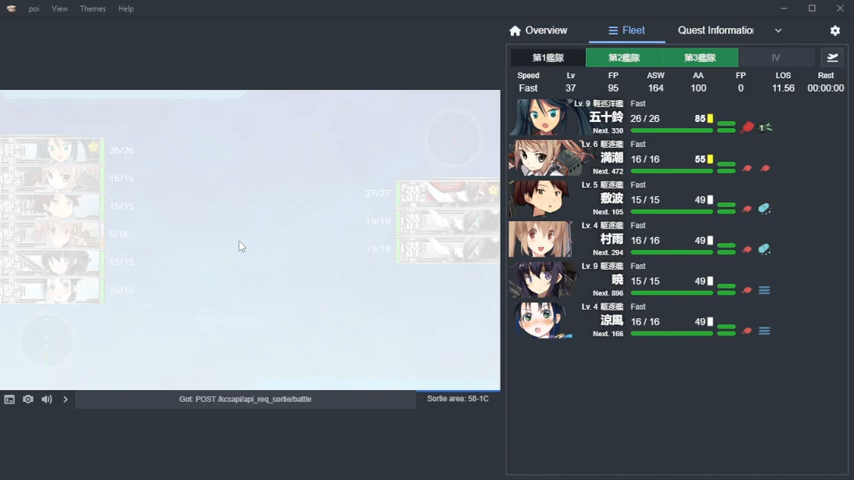 poi View Themes Help
Overview Fleet Quest Informatio
第1艦隊 第2艦隊 第3艦隊 IV
Speed Lv FP ASW AA FP LOS Rest
Fast 37 95 164 100 0 11.56 00:00:00
Lv. 9 軽巡洋艦 Fast
五十鈴 26 / 26 85
Next. 330
Lv. 6 駆逐艦 Fast
満潮 16 / 16 55
Next. 472
Lv. 5 駆逐艦 Fast
敷波 15 / 15 49
Next. 105
Lv. 4 駆逐艦 Fast
村雨 16 / 16 49
Next. 294
Lv. 9 駆逐艦 Fast
暁 15 / 15 49
Next. 896
Lv. 4 駆逐艦 Fast
涼風 16 / 16 49
Next. 166
26/26
16/16
15/15
5/16
15/15
16/16
27/27
19/19
19/19
Got: POST /kcsapi/api_req_sortie/battle
Sortie area: 58-1C